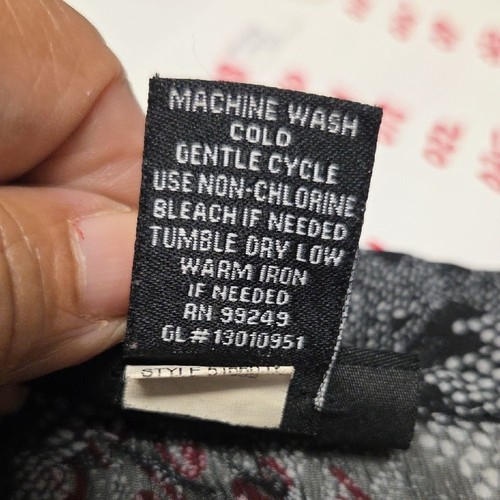 MACHINE WASH
COLD
GENTLE CYCLE
USE NON-CHLORINE
BLEACH IF NEEDED
TUMBLE DRY LOW
WARM IRON
IF NEEDED
RN 99249
GL # 13010951
STYLE